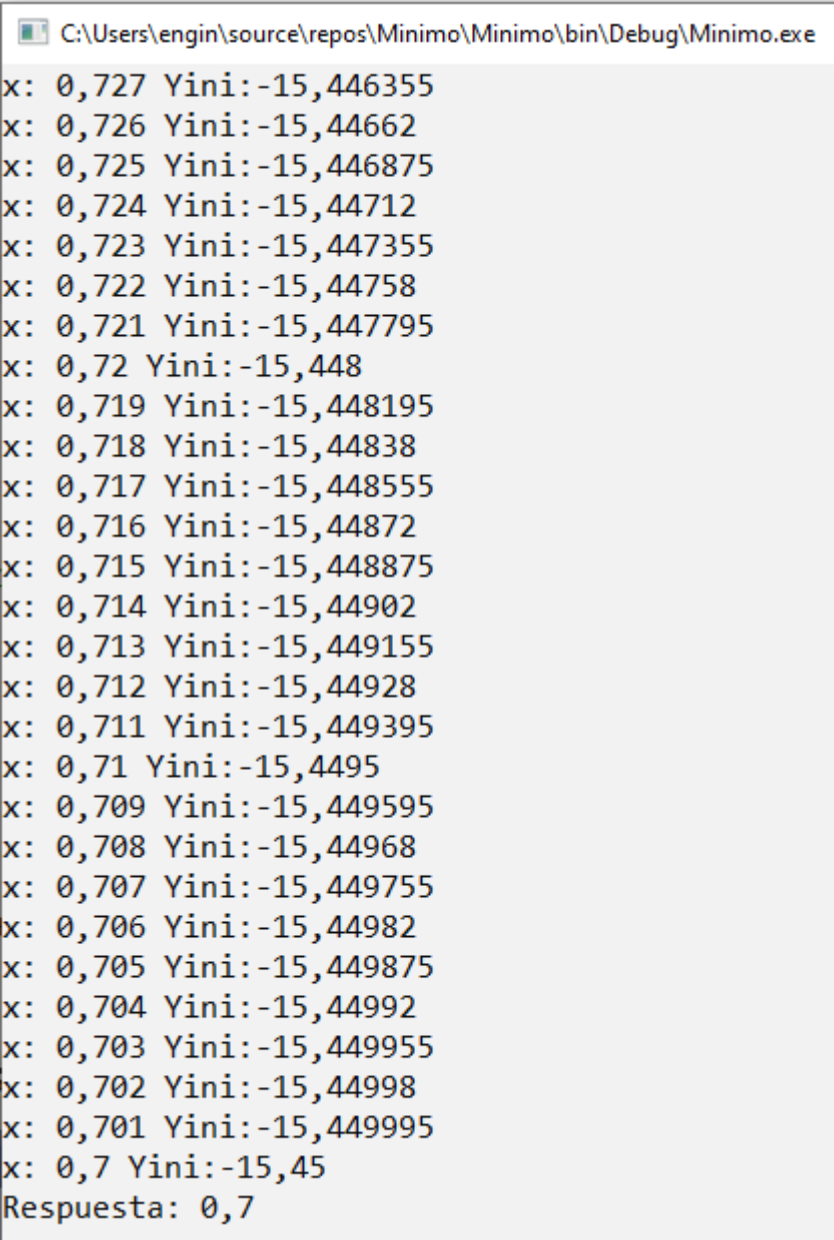 C:\Users\engin\source\repos\Minimo\Minimo\bin\Debug\Minimo.exe
x: 0,727 Yini:-15,446355
x: 0,726 Yini:-15,44662
x: 0,725 Yini:-15,446875
x: 0,724 Yini:-15,44712
x: 0,723 Yini:-15,447355
x: 0,722 Yini:-15,44758
x: 0,721 Yini:-15,447795
x: 0,72 Yini:-15,448
x: 0,719 Yini:-15,448195
x: 0,718 Yini:-15,44838
x: 0,717 Yini:-15,448555
x: 0,716 Yini:-15,44872
x: 0,715 Yini:-15,448875
x: 0,714 Yini:-15,44902
x: 0,713 Yini:-15,449155
x: 0,712 Yini:-15,44928
x: 0,711 Yini:-15,449395
x: 0,71 Yini:-15,4495
x: 0,709 Yini:-15,449595
x: 0,708 Yini:-15,44968
x: 0,707 Yini:-15,449755
x: 0,706 Yini:-15,44982
x: 0,705 Yini:-15,449875
x: 0,704 Yini:-15,44992
x: 0,703 Yini:-15,449955
x: 0,702 Yini:-15,44998
x: 0,701 Yini:-15,449995
x: 0,7 Yini:-15,45
Respuesta: 0,7